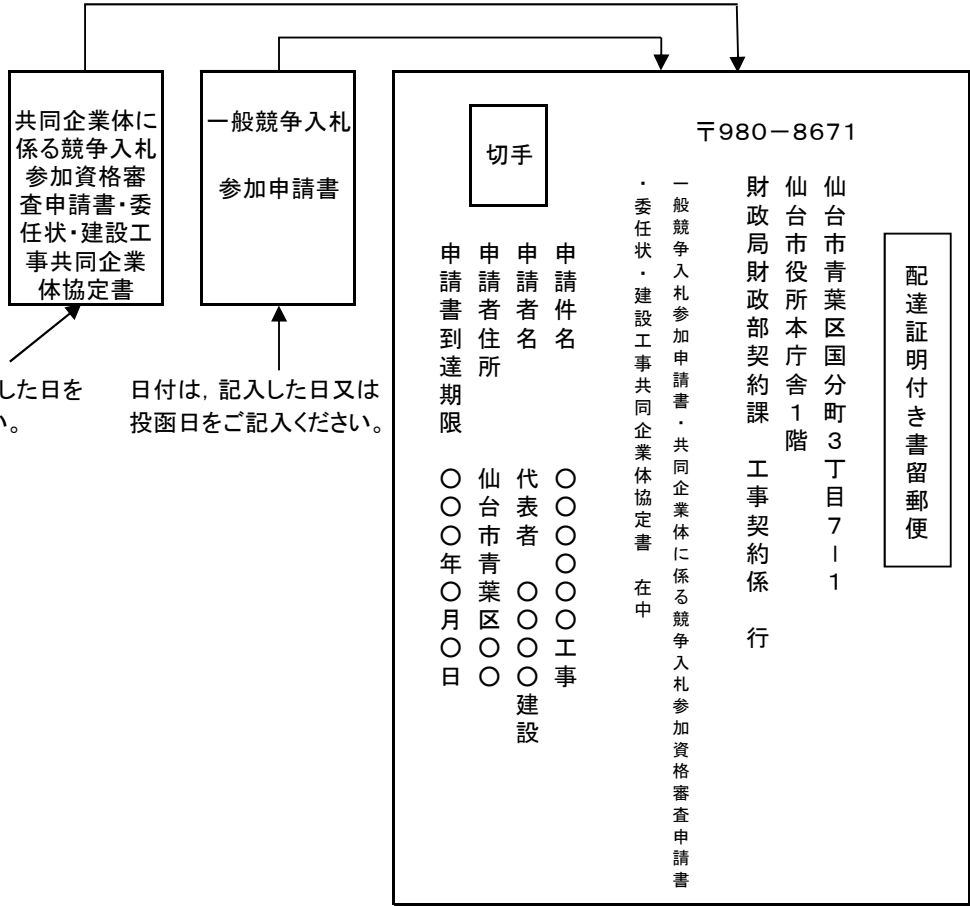 共同企業体に
係る競争入札
参加資格審
査申請書・委
任状・建設工
事共同企業
体協定書
一般競争入札
参加申請書
した日を
い。
日付は，記入した日又は
投函日をご記入ください。
切手
〒980－8671
配達証明付き書留郵便
仙台市青葉区国分町3丁目7－1
仙台市役所本庁舎1階
財政局財政部契約課　工事契約係　行
一般競争入札参加申請書・共同企業体に係る競争入札参加資格審査申請書
・委任状・建設工事共同企業体協定書　在中
申請件名　〇〇〇〇〇〇工事
申請者名　代表者　〇〇〇〇建設
申請者住所　仙台市青葉区〇〇
申請書到達期限　〇〇〇年〇月〇日